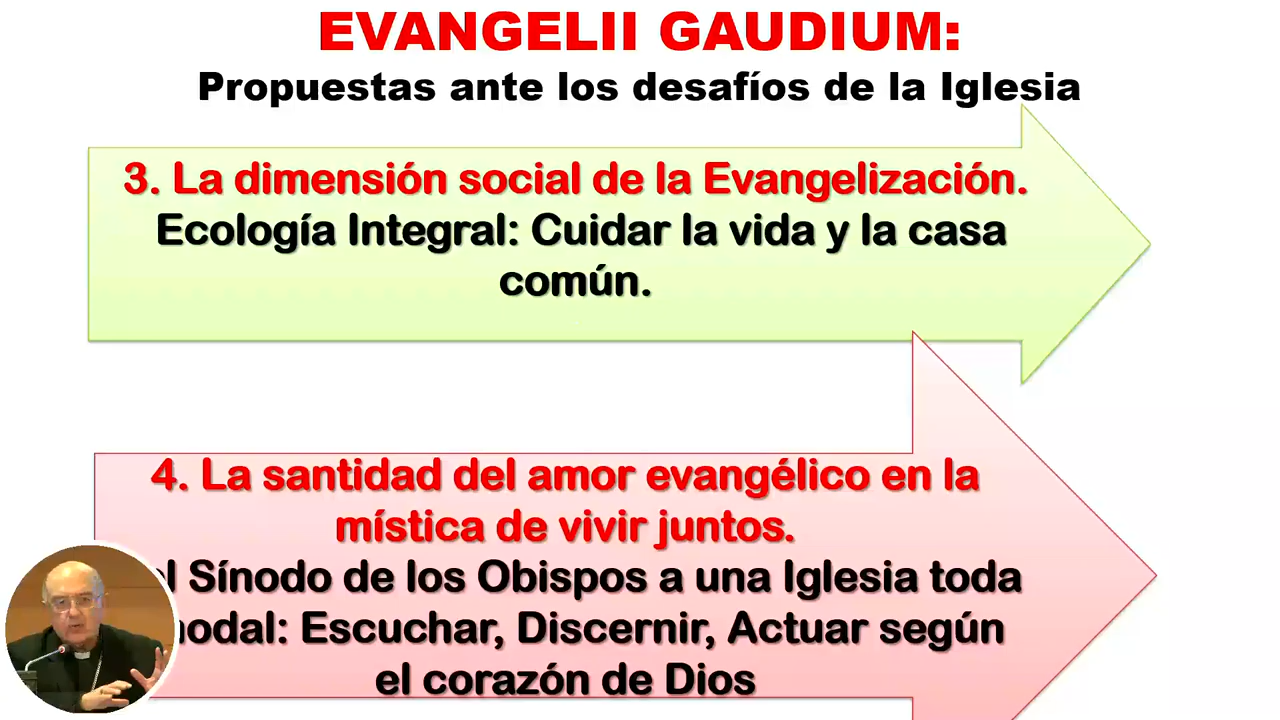 EVANGELII GAUDIUM:
Propuestas ante los desafíos de la Iglesia
3. La dimensión social de la Evangelización.
Ecología Integral: Cuidar la vida y la casa
común.
4. La santidad del amor evangélico en la
mística de vivir juntos.
Sínodo de los Obispos a una Iglesia toda
Escuchar, Discernir, Actuar según
el corazón de Dios